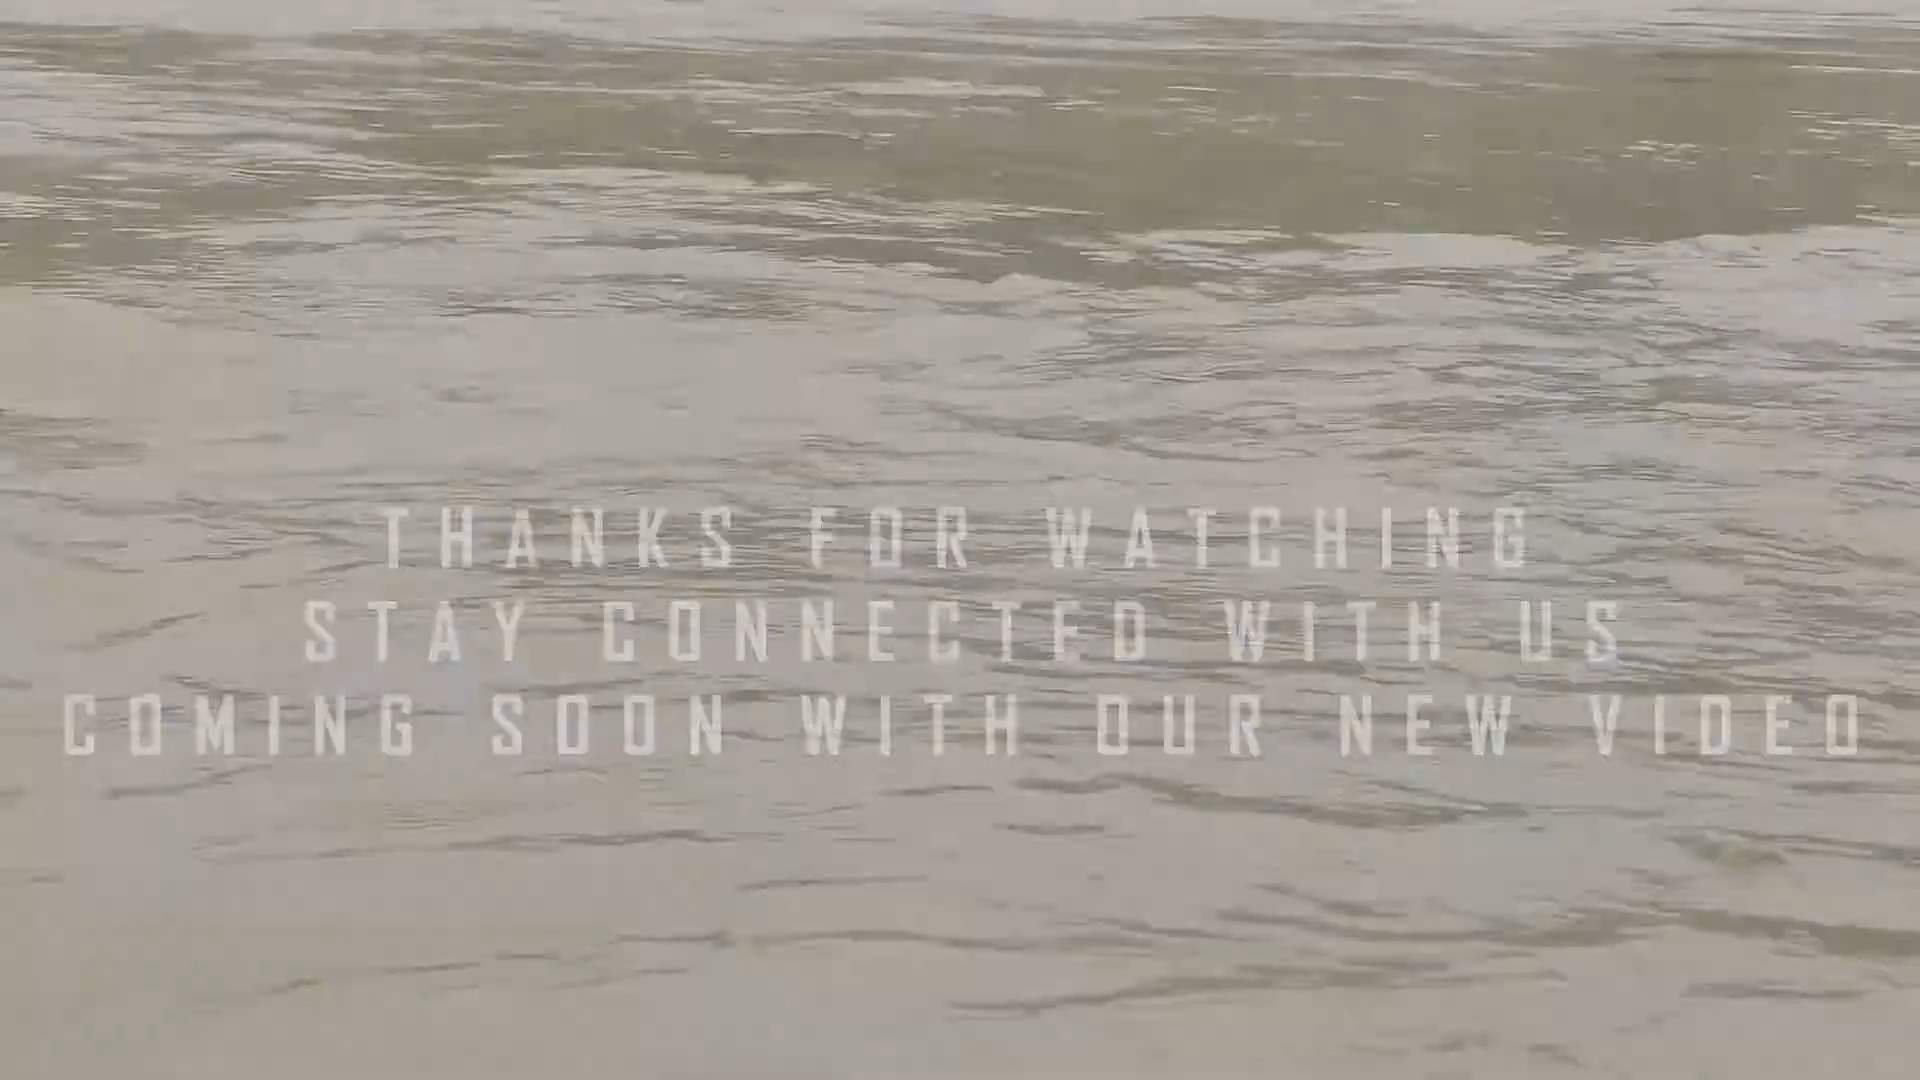 THANKS FOR WATCHING
STAY CONNECTED WITH US
COMING SOON WITH OUR NEW VIDEO